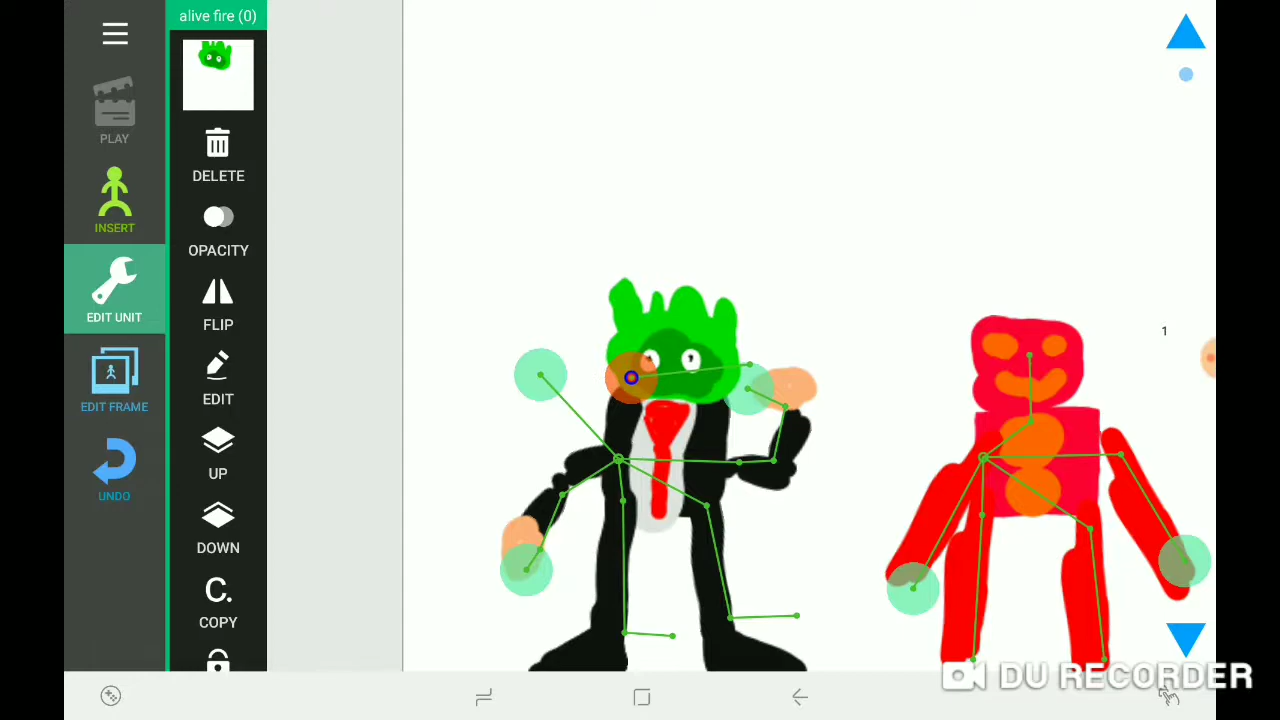 alive fire (0)
PLAY
INSERT
EDIT UNIT
EDIT FRAME
UNDO
DELETE
OPACITY
FLIP
EDIT
UP
DOWN
C.
COPY
1
DU RECORDER